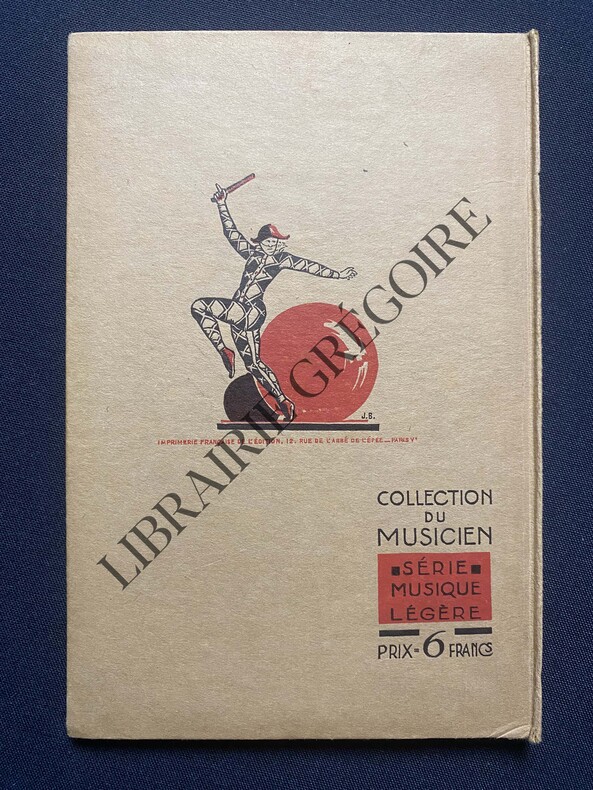 LIBRAIRIE GRÉGOIRE
J.B.
IMPRIMERIE FRANÇAISE DE L'ÉDITION, 12, RUE DE L'ABBÉ DE L'ÉPÉE _ PARIS Vᵉ
COLLECTION
DU
MUSICIEN
SÉRIE
MUSIQUE
LÉGÈRE
PRIX = 6 FRANCS